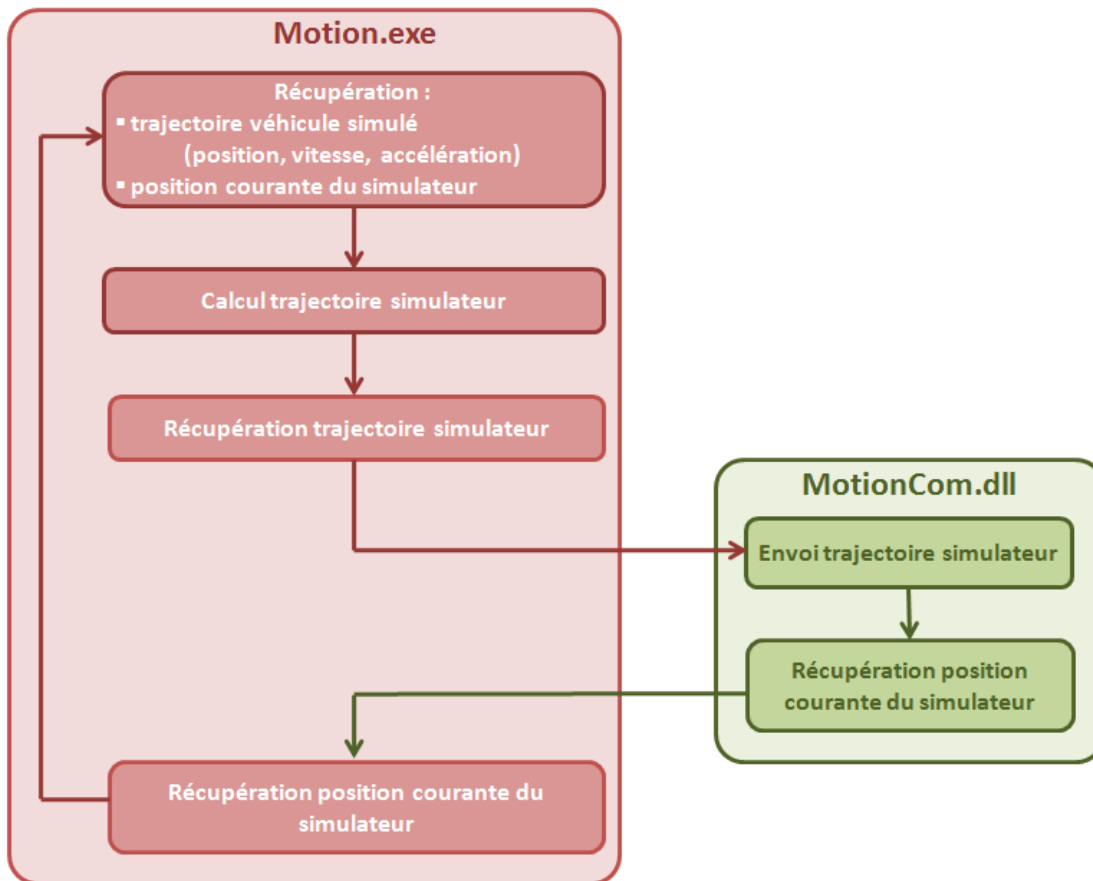 Motion.exe
Récupération :
▪ trajectoire véhicule simulé
(position, vitesse, accélération)
▪ position courante du simulateur
Calcul trajectoire simulateur
Récupération trajectoire simulateur
MotionCom.dll
Envoi trajectoire simulateur
Récupération position
courante du simulateur
Récupération position courante du
simulateur